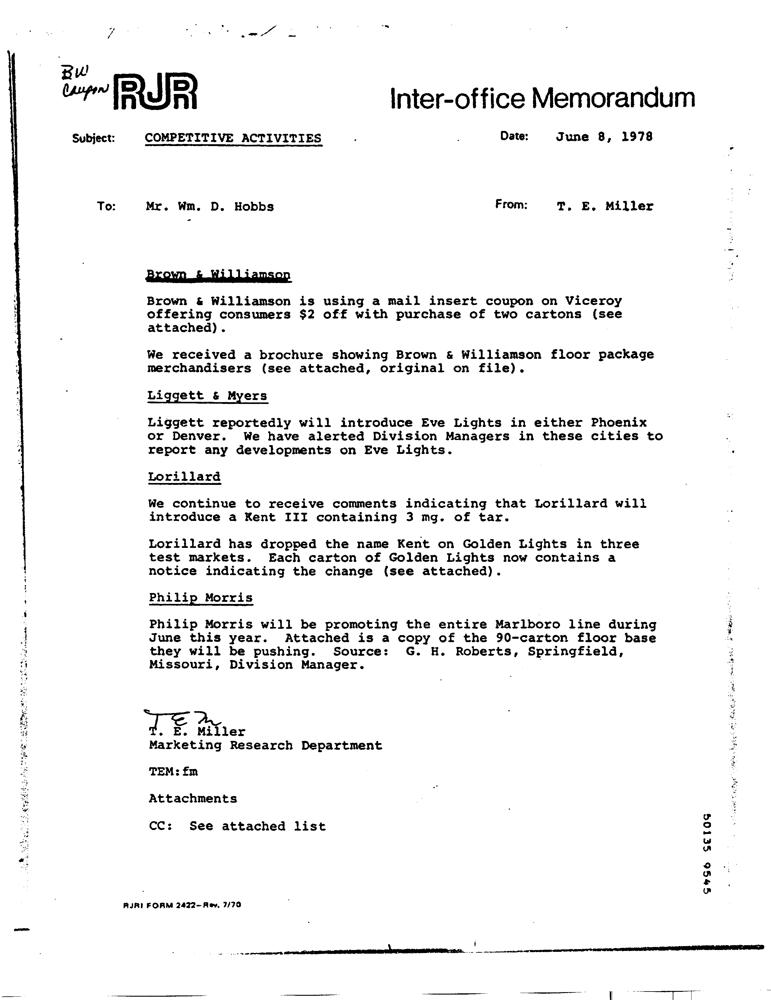 BW
Coupon RJR
Inter-office Memorandum
Subject: COMPETITIVE ACTIVITIES
Date: June 8, 1978
To: Mr. Wm. D. Hobbs
From: T. E. Miller
Brown & Williamson
Brown & Williamson is using a mail insert coupon on Viceroy
offering consumers $2 off with purchase of two cartons (see
attached).
We received a brochure showing Brown & Williamson floor package
merchandisers (see attached, original on file).
Liggett & Myers
Liggett reportedly will introduce Eve Lights in either Phoenix
or Denver. We have alerted Division Managers in these cities to
report any developments on Eve Lights.
Lorillard
We continue to receive comments indicating that Lorillard will
introduce a Kent III containing 3 mg. of tar.
Lorillard has dropped the name Kent on Golden Lights in three
test markets. Each carton of Golden Lights now contains a
notice indicating the change (see attached).
Philip Morris
Philip Morris will be promoting the entire Marlboro line during
June this year. Attached is a copy of the 90-carton floor base
they will be pushing. Source: G. H. Roberts, Springfield,
Missouri, Division Manager.
TEM
T. E. Miller
Marketing Research Department
TEM:fm
Attachments
CC: See attached list
50135 9545
RJRI FORM 2422-Rev. 7/70